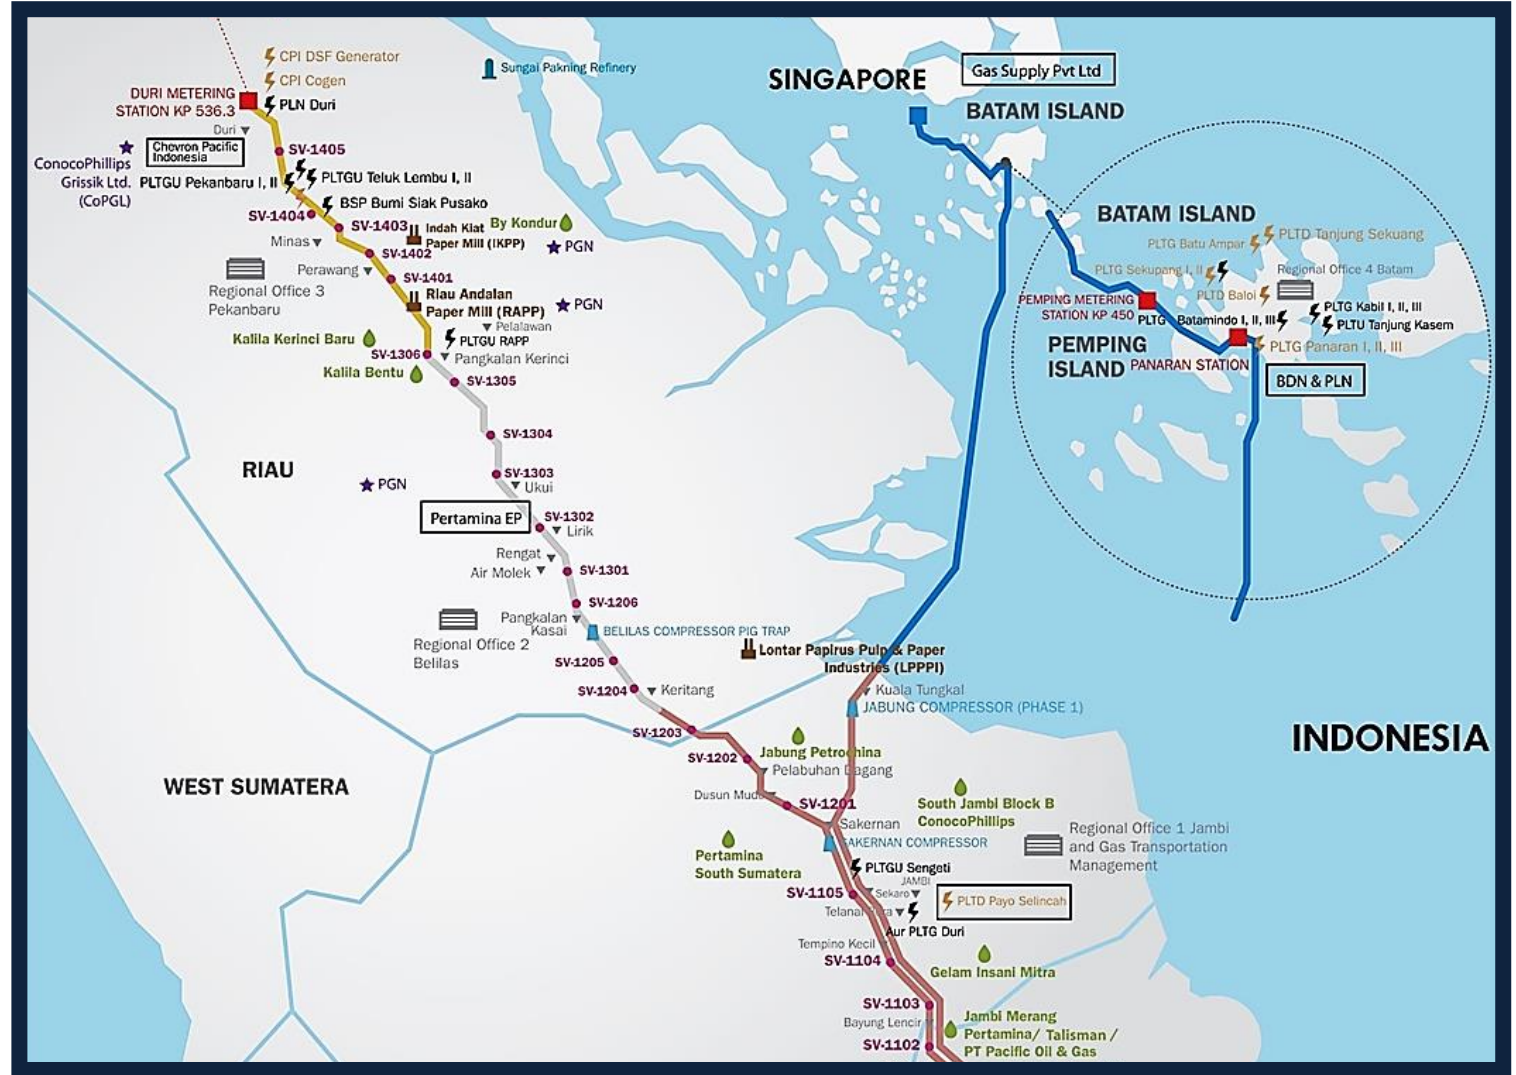 CPI DSF Generator
CPI Cogen
DURI METERING
STATION KP 536.3
PLN Duri
Duri
Chevron Pacific
Indonesia
ConocoPhillips
Grissik Ltd.
(CoPGL)
SV-1405
PLTGU Pekanbaru I, II
PLTGU Teluk Lembu I, II
BSP Bumi Siak Pusako
SV-1404
SV-1403
Indah Kiat
Paper Mill (IKPP)
By Kondur
PGN
Minas
SV-1402
Perawang
SV-1401
Regional Office 3
Pekanbaru
Riau Andalan
Paper Mill (RAPP)
PGN
Pelalawan
PLTGU RAPP
Kalila Kerinci Baru
SV-1306
Pangkalan Kerinci
Kalila Bentu
SV-1305
SV-1304
RIAU
SV-1303
Ukui
PGN
Pertamina EP
SV-1302
Lirik
Rengat
Air Molek
SV-1301
SV-1206
Pangkalan
Kasai
BELILAS COMPRESSOR PIG TRAP
Regional Office 2
Belilas
SV-1205
SV-1204
Keritang
SV-1203
SV-1202
WEST SUMATERA
Sungai Pakning Refinery
SINGAPORE
Gas Supply Pvt Ltd
BATAM ISLAND
BATAM ISLAND
PLTG Batu Ampar
PLTD Tanjung Sekuang
PLTG Sekupang I, II
Regional Office 4 Batam
PLTD Baloi
PEMPING METERING
STATION KP 450
PLTG
Batamindo I, II, III
PLTG Kabil I, II, III
PLTU Tanjung Kasem
PEMPING
ISLAND
PANARAN STATION
PLTG Panaran I, II, III
BDN & PLN
Lontar Papirus Pulp & Paper
Industries (LPPPI)
Kuala Tungkal
JABUNG COMPRESSOR (PHASE 1)
INDONESIA
Jabung Petrochina
Pelabuhan Dagang
Dusun Muda
SV-1201
Sakernan
SAKERNAN COMPRESSOR
South Jambi Block B
ConocoPhillips
Regional Office 1 Jambi
and Gas Transportation
Management
Pertamina
South Sumatera
PLTGU Sengeti
JAMBI
SV-1105
Sekaro
PLTD Payo Selincah
Aur PLTG Duri
Tempino Kecil
SV-1104
Gelam Insani Mitra
SV-1103
Bayung Lencir
SV-1102
Jambi Merang
Pertamina/ Talisman /
PT Pacific Oil & Gas